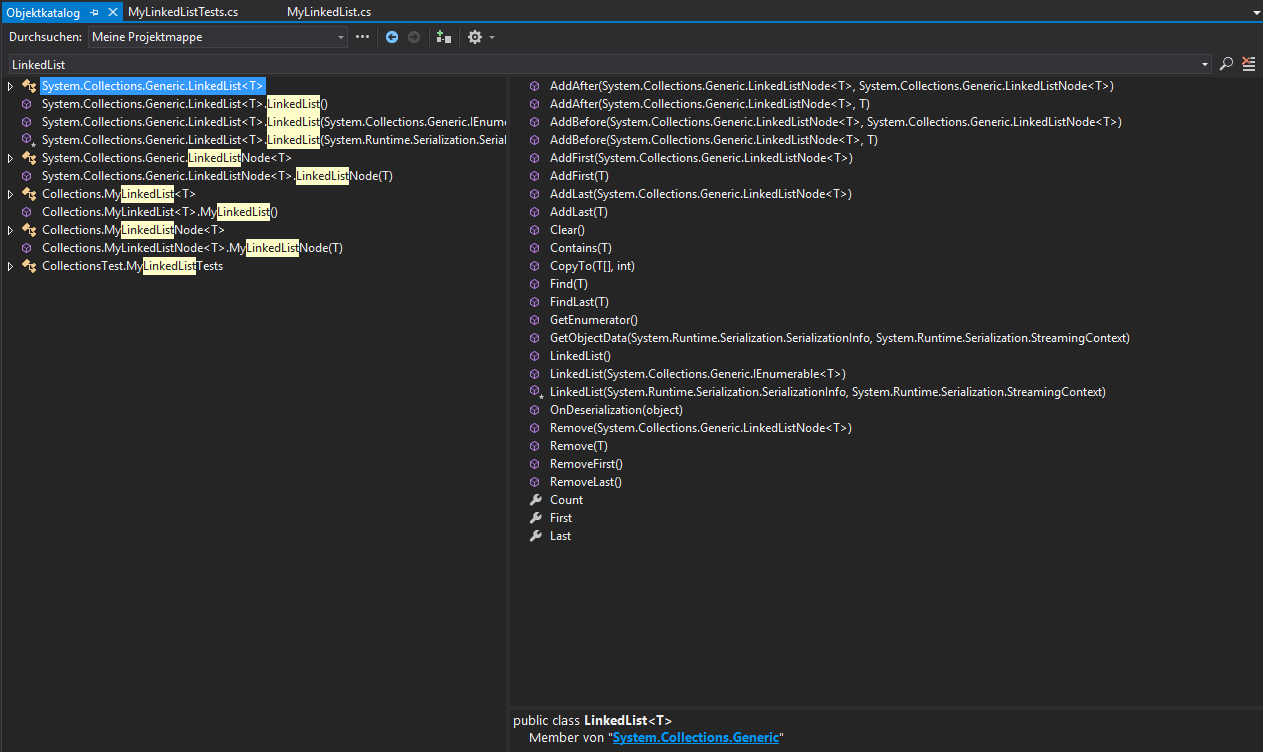 Objektkatalog MyLinkedListTests.cs MyLinkedList.cs
Durchsuchen: Meine Projektmappe
LinkedList
System.Collections.Generic.LinkedList<T>
System.Collections.Generic.LinkedList<T>.LinkedList()
System.Collections.Generic.LinkedList<T>.LinkedList(System.Collections.Generic.IEnume
System.Collections.Generic.LinkedList<T>.LinkedList(System.Runtime.Serialization.Serial
System.Collections.Generic.LinkedListNode<T>
System.Collections.Generic.LinkedListNode<T>.LinkedListNode(T)
Collections.MyLinkedList<T>
Collections.MyLinkedList<T>.MyLinkedList()
Collections.MyLinkedListNode<T>
Collections.MyLinkedListNode<T>.MyLinkedListNode(T)
CollectionsTest.MyLinkedListTests
AddAfter(System.Collections.Generic.LinkedListNode<T>, System.Collections.Generic.LinkedListNode<T>)
AddAfter(System.Collections.Generic.LinkedListNode<T>, T)
AddBefore(System.Collections.Generic.LinkedListNode<T>, System.Collections.Generic.LinkedListNode<T>)
AddBefore(System.Collections.Generic.LinkedListNode<T>, T)
AddFirst(System.Collections.Generic.LinkedListNode<T>)
AddFirst(T)
AddLast(System.Collections.Generic.LinkedListNode<T>)
AddLast(T)
Clear()
Contains(T)
CopyTo(T[], int)
Find(T)
FindLast(T)
GetEnumerator()
GetObjectData(System.Runtime.Serialization.SerializationInfo, System.Runtime.Serialization.StreamingContext)
LinkedList()
LinkedList(System.Collections.Generic.IEnumerable<T>)
LinkedList(System.Runtime.Serialization.SerializationInfo, System.Runtime.Serialization.StreamingContext)
OnDeserialization(object)
Remove(System.Collections.Generic.LinkedListNode<T>)
Remove(T)
RemoveFirst()
RemoveLast()
Count
First
Last
public class LinkedList<T>
Member von "System.Collections.Generic"